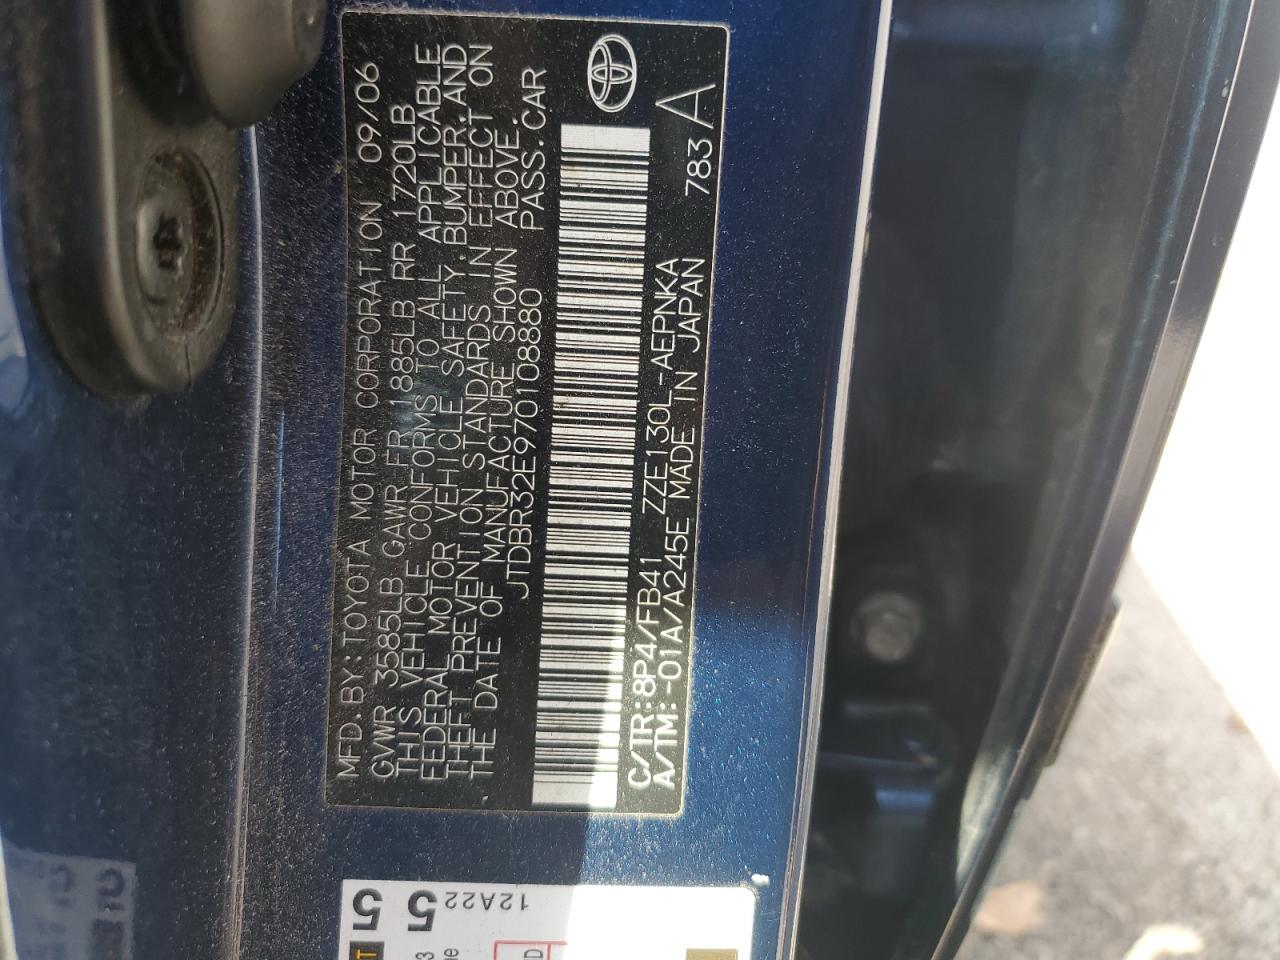 MFD.BY:TOYOTA MOTOR CORPORATION 09/06
GVWR 3585LB GAWR FR 1885LB RR 1720LB
THIS VEHICLE CONFORMS TO ALL APPLICABLE
FEDERAL MOTOR VEHICLE SAFETY,BUMPER,AND
THEFT PREVENTION STANDARDS IN EFFECT ON
THE DATE OF MANUFACTURE SHOWN ABOVE.
JTDBR32E970108880 PASS.CAR
C/TR:8P4/FB41 ZZE130L-AEPNKA
A/TM:-01A/A245E MADE IN JAPAN 783 A
5 5
12A22